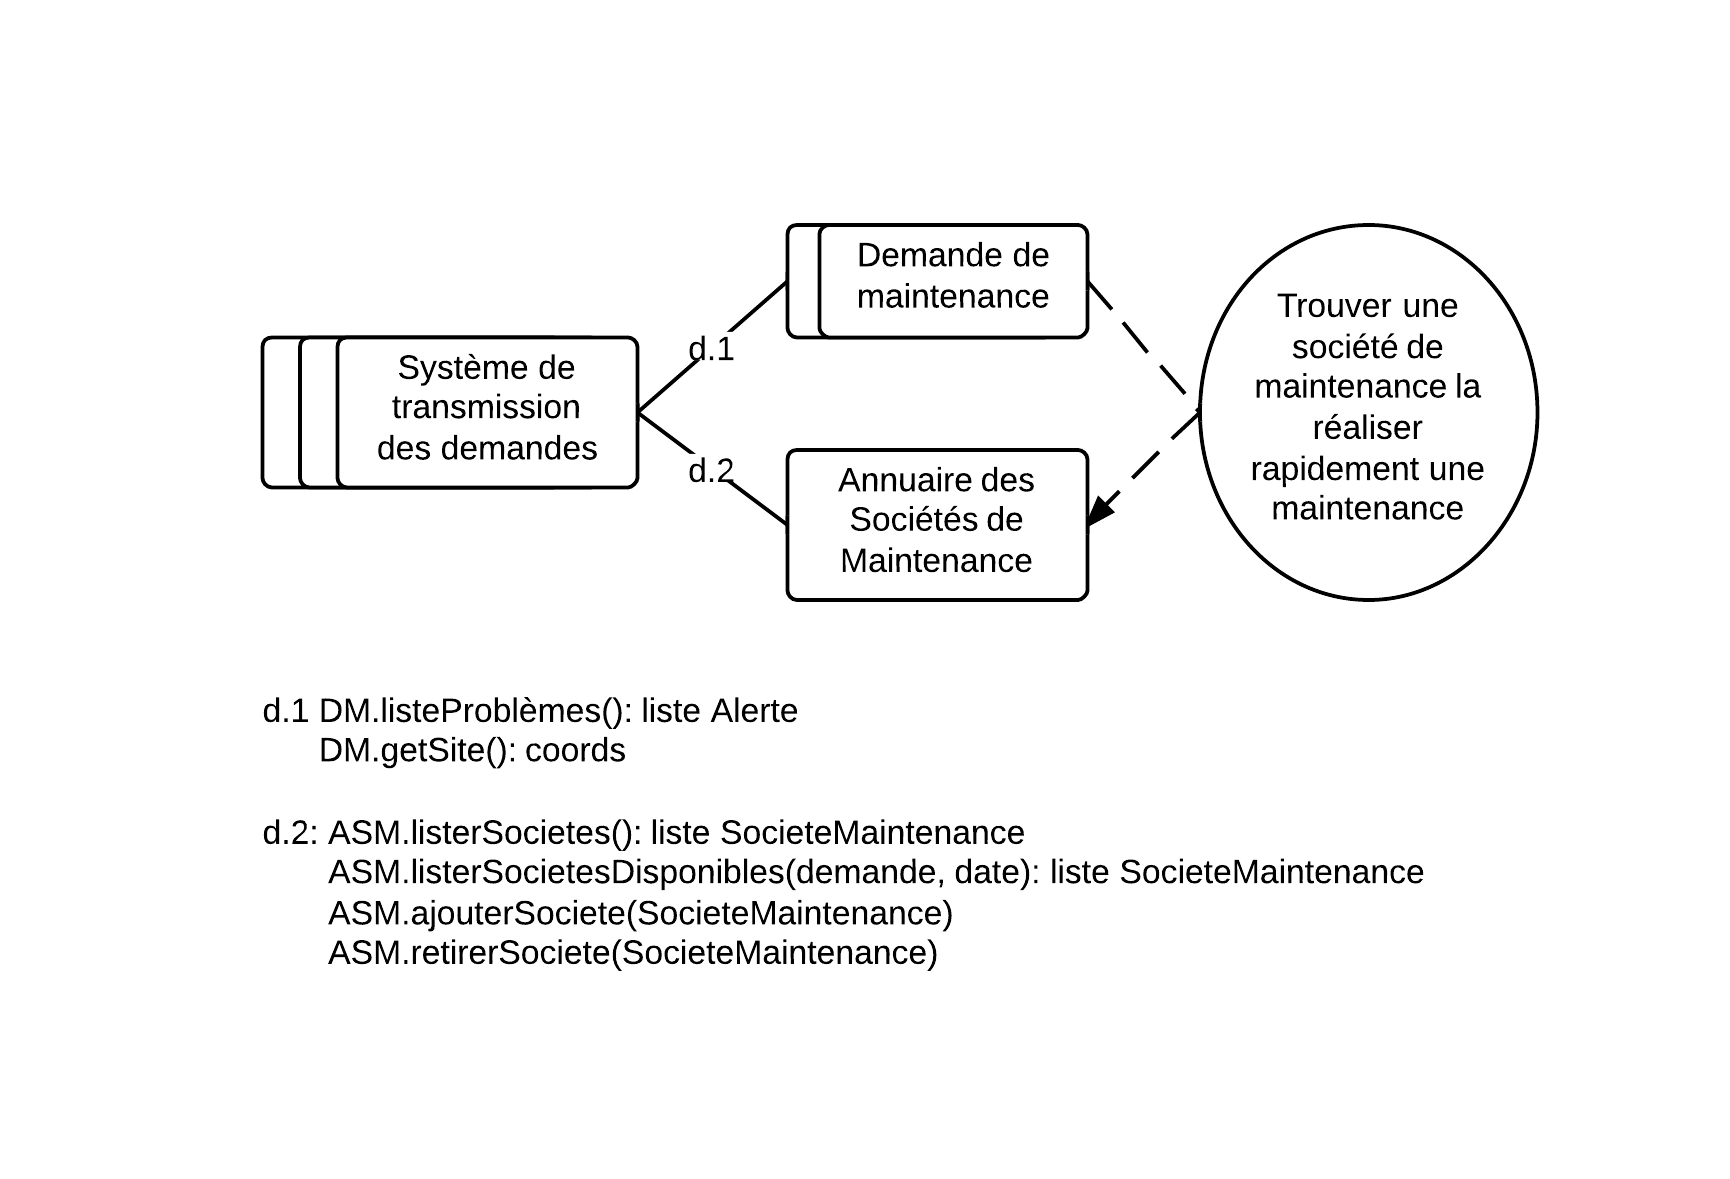 Demande de
maintenance
Système de
transmission
des demandes
d.1
d.2
Annuaire des
Sociétés de
Maintenance
Trouver une
société de
maintenance la
réaliser
rapidement une
maintenance
d.1 DM.listeProblèmes(): liste Alerte
DM.getSite(): coords
d.2: ASM.listerSocietes(): liste SocieteMaintenance
ASM.listerSocietesDisponibles(demande, date): liste SocieteMaintenance
ASM.ajouterSociete(SocieteMaintenance)
ASM.retirerSociete(SocieteMaintenance)